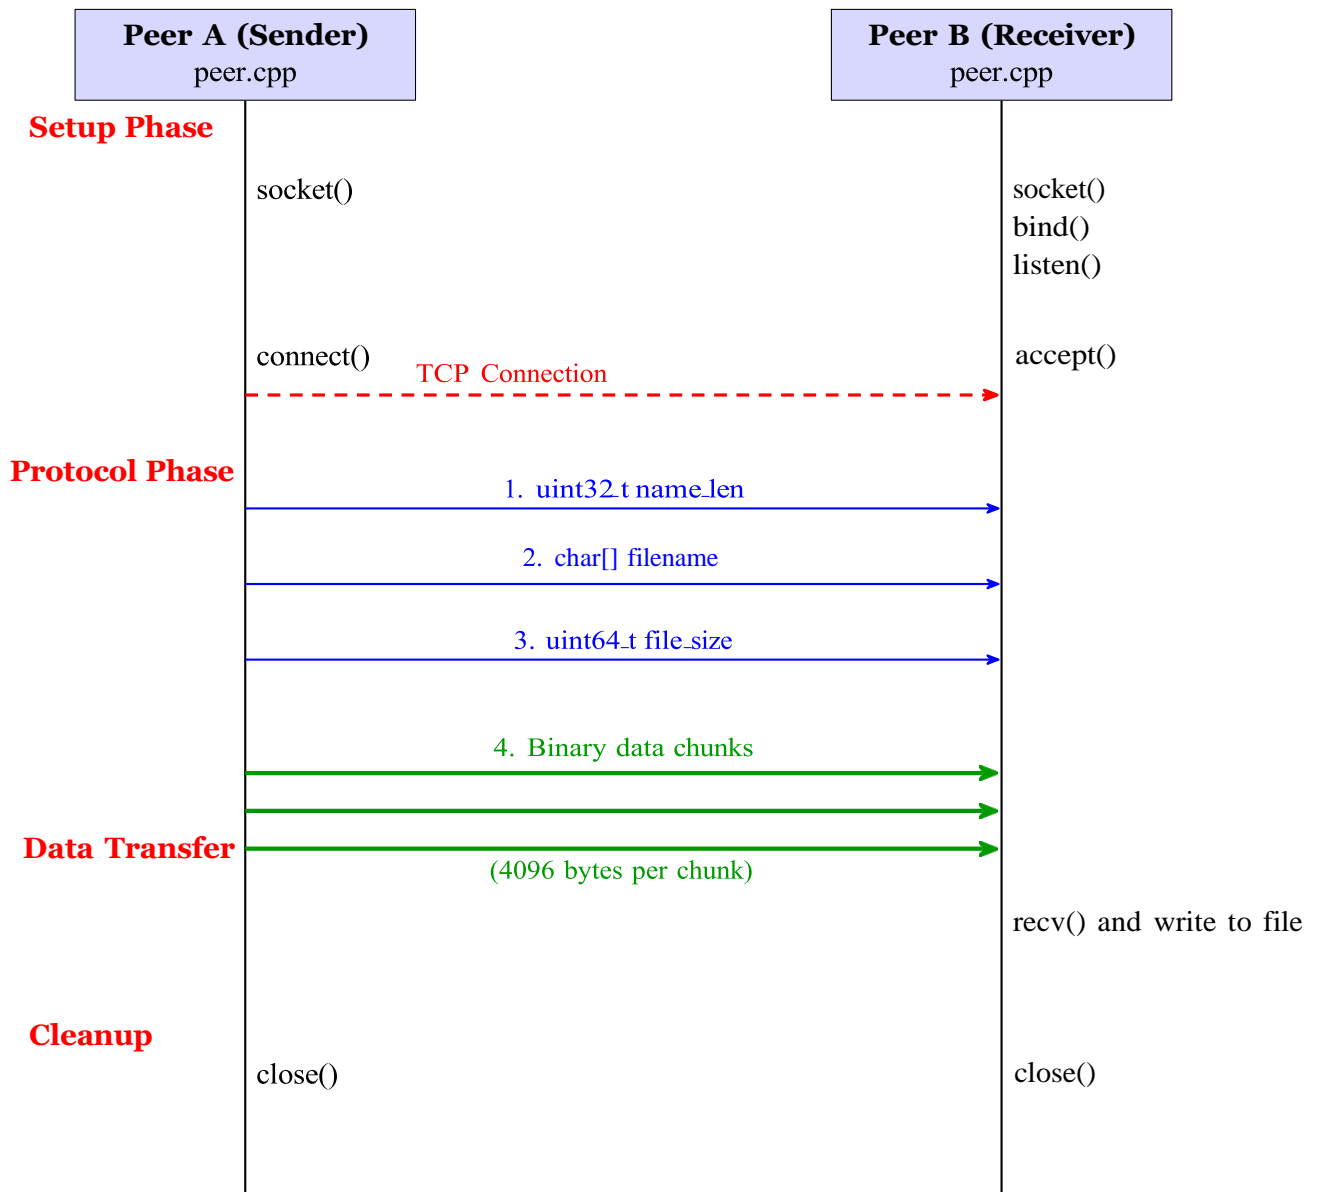 Peer A (Sender)
peer.cpp
Peer B (Receiver)
peer.cpp
Setup Phase
socket()
socket()
bind()
listen()
connect()
accept()
TCP Connection
Protocol Phase
1. uint32_t name_len
2. char[] filename
3. uint64_t file_size
4. Binary data chunks
Data Transfer
(4096 bytes per chunk)
recv() and write to file
Cleanup
close()
close()